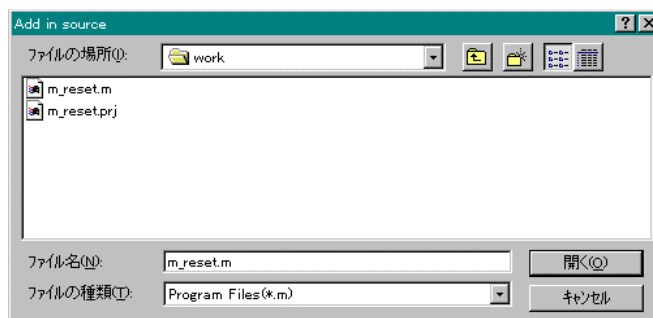 Add in source
ファイルの場所(I):
work
m_reset.m
m_reset.prj
ファイル名(N):
m_reset.m
開く(O)
ファイルの種類(T):
Program Files(*.m)
キャンセル